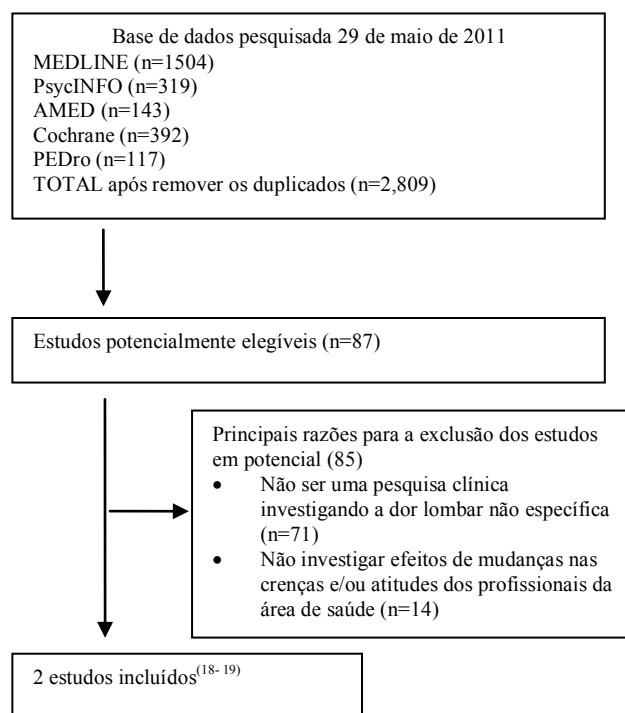 Base de dados pesquisada 29 de maio de 2011
MEDLINE (n=1504)
PsycINFO (n=319)
AMED (n=143)
Cochrane (n=392)
PEDro (n=117)
TOTAL após remover os duplicados (n=2,809)
Estudos potencialmente elegíveis (n=87)
Principais razões para a exclusão dos estudos
em potencial (85)
• Não ser uma pesquisa clínica
investigando a dor lombar não específica
(n=71)
• Não investigar efeitos de mudanças nas
crenças e/ou atitudes dos profissionais da
área de saúde (n=14)
2 estudos incluídos(18- 19)